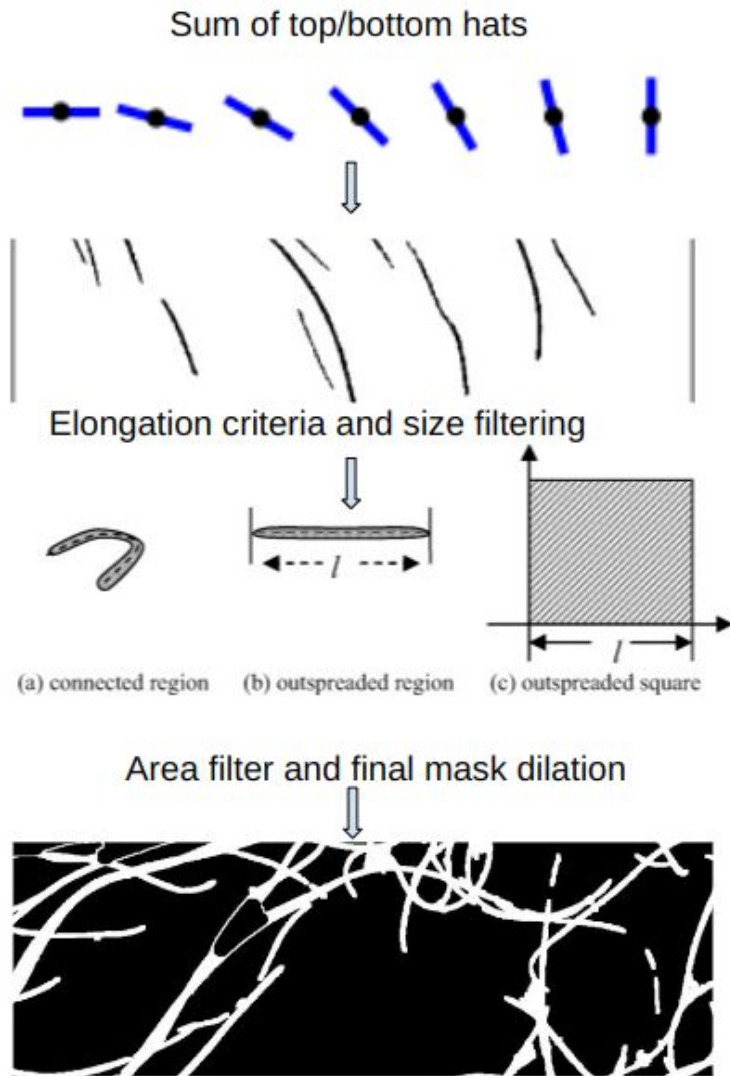 Sum of top/bottom hats
Elongation criteria and size filtering
l
l
(a) connected region (b) outspreaded region (c) outspreaded square
Area filter and final mask dilation